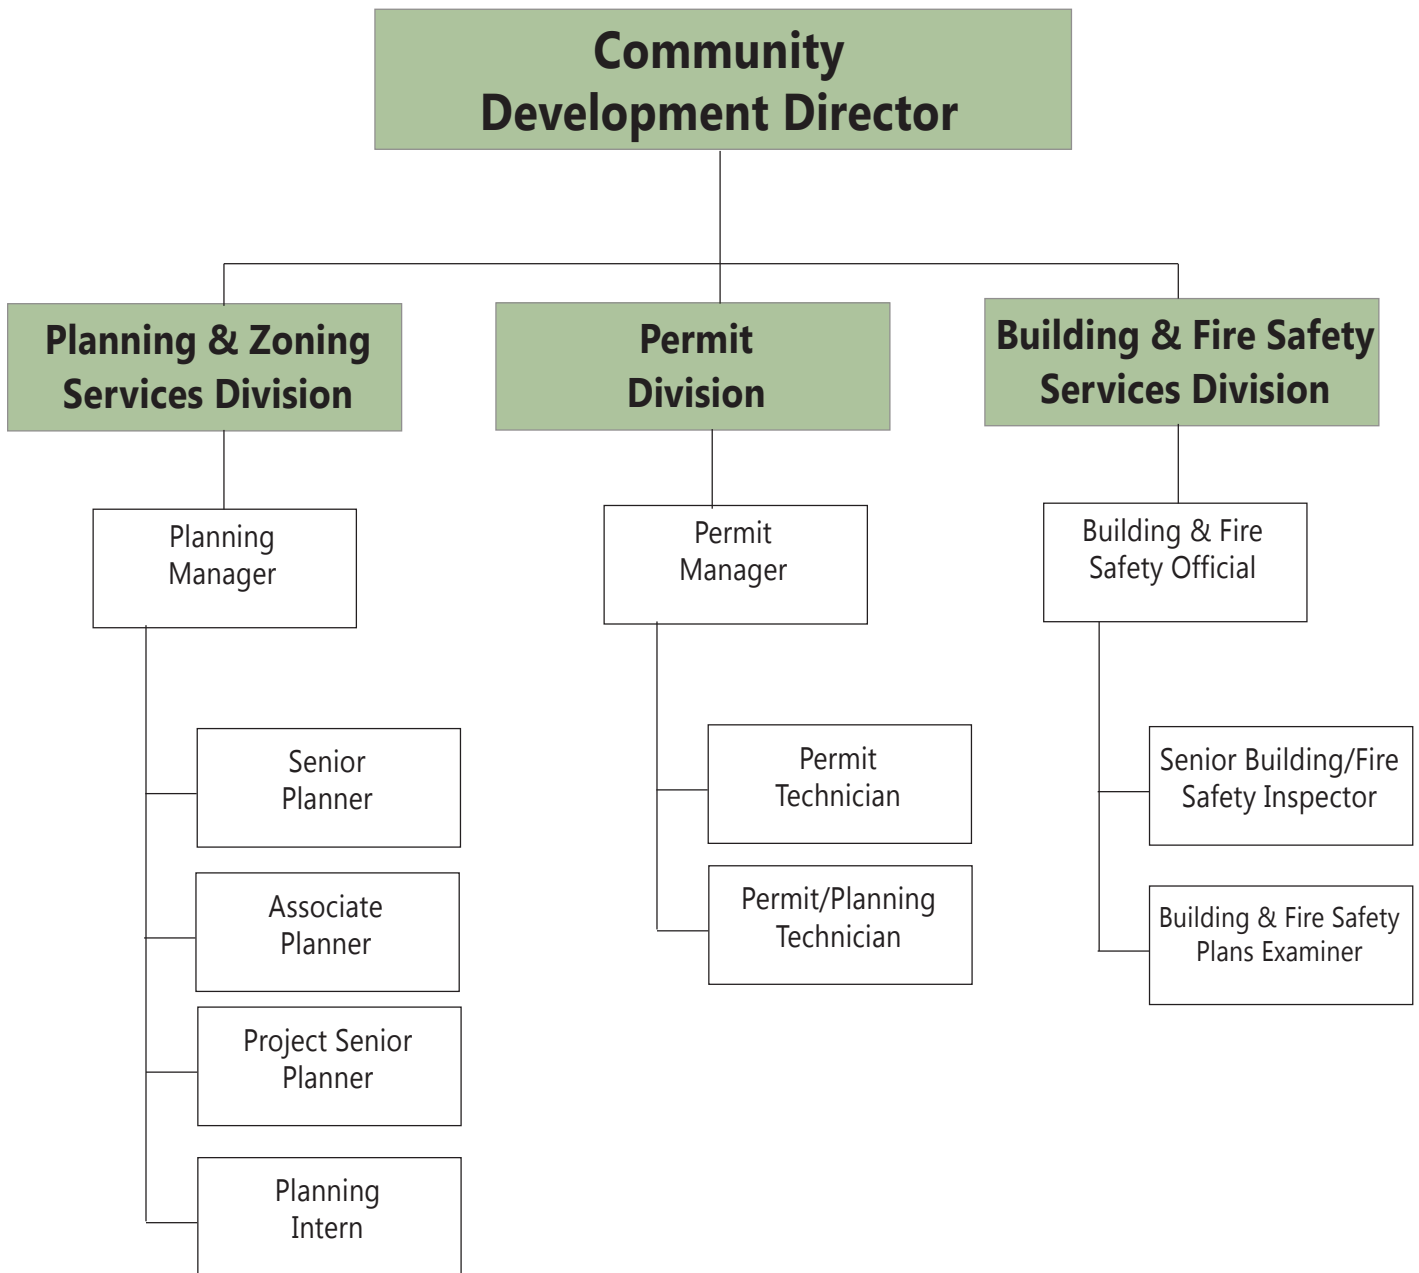 Community
Development Director
Planning & Zoning
Services Division
Permit
Division
Building & Fire Safety
Services Division
Planning
Manager
Permit
Manager
Building & Fire
Safety Official
Senior
Planner
Associate
Planner
Project Senior
Planner
Planning
Intern
Permit
Technician
Permit/Planning
Technician
Senior Building/Fire
Safety Inspector
Building & Fire Safety
Plans Examiner